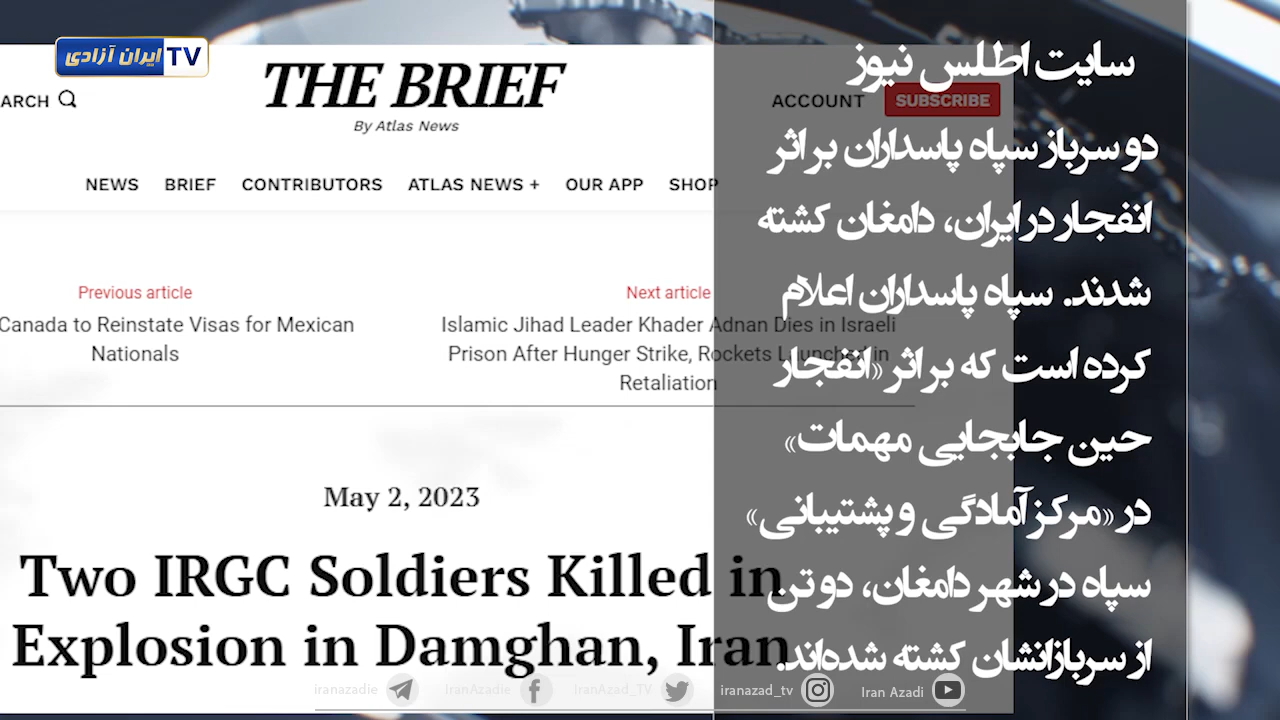 ایران آزادی TV
ARCH
THE BRIEF
By Atlas News
ACCOUNT
SUBSCRIBE
NEWS BRIEF CONTRIBUTORS ATLAS NEWS + OUR APP SHOP
Previous article
Canada to Reinstate Visas for Mexican
Nationals
Next article
Islamic Jihad Leader Khader Adnan Dies in Israeli
Prison After Hunger Strike, Rockets Launched in
Retaliation
May 2, 2023
Two IRGC Soldiers Killed in
Explosion in Damghan, Iran
سایت اطلس نیوز
دو سرباز سپاه پاسداران بر اثر
انفجار در ایران، دامغان کشته
شدند. سپاه پاسداران اعلام
کرده است که بر اثر «انفجار
حین جابجایی مهمات»
در «مرکز آمادگی و پشتیبانی»
سپاه در شهر دامغان، دو تن
از سربازانشان کشته شده‌اند.
iranazadie IranAzadie IranAzad_TV iranazad_tv Iran Azadi